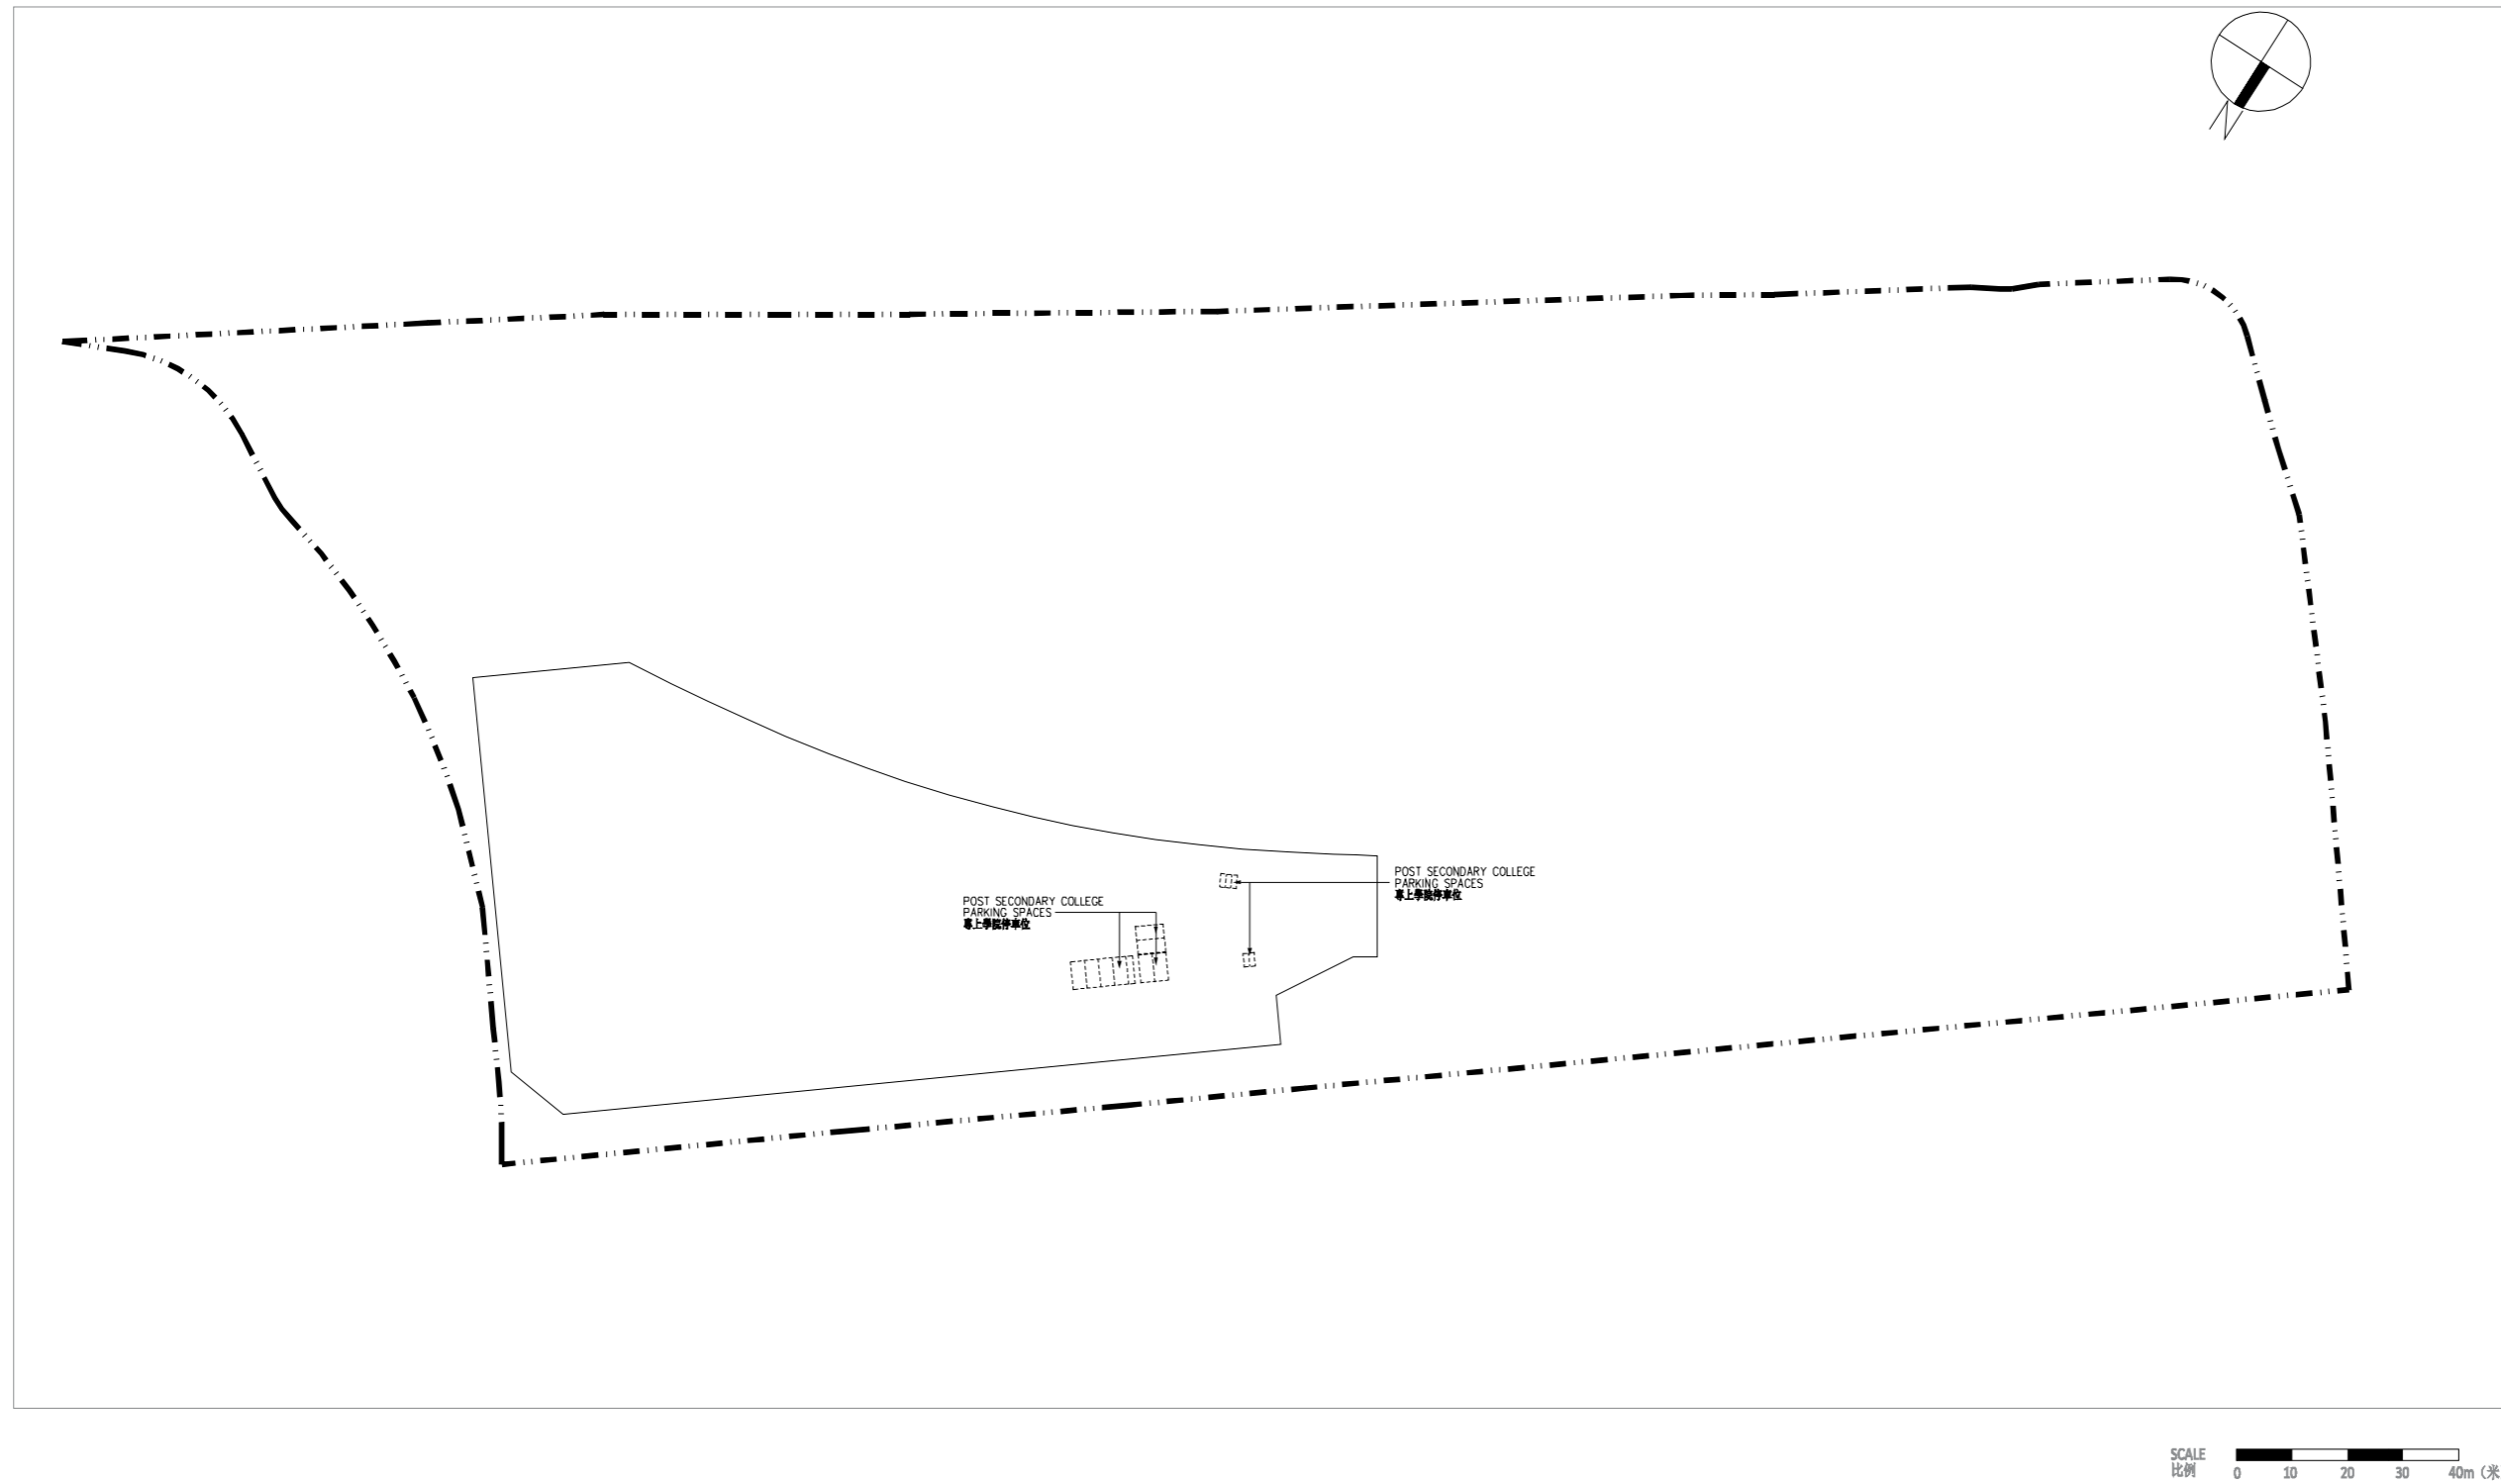 POST SECONDARY COLLEGE
PARKING SPACES
專上學院停車位
POST SECONDARY COLLEGE
PARKING SPACES
專上學院停車位
SCALE
比例
0 10 20 30 40m (米